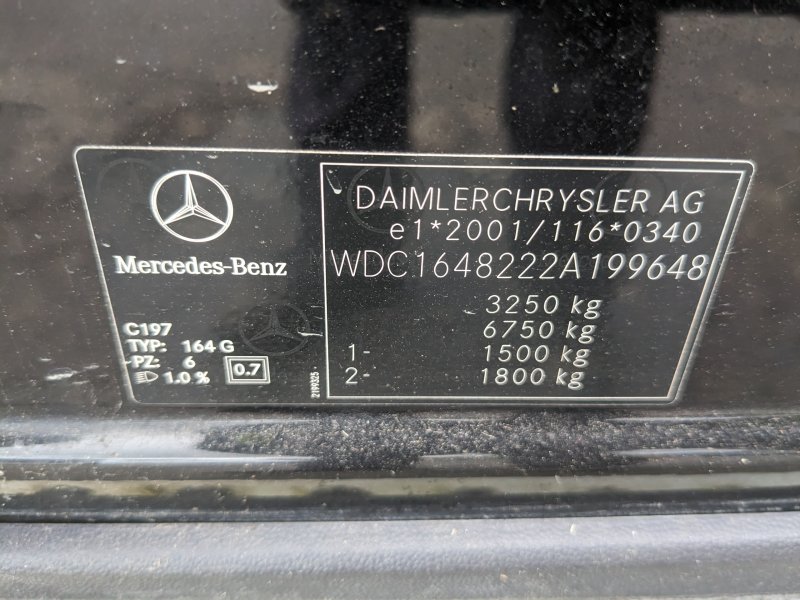 Mercedes-Benz
C197
TYP: 164 G
PZ: 6
1.0 %
0.7
2199325
DAIMLERCHRYSLER AG
e1*2001/116*0340
WDC1648222A199648
3250 kg
6750 kg
1- 1500 kg
2- 1800 kg